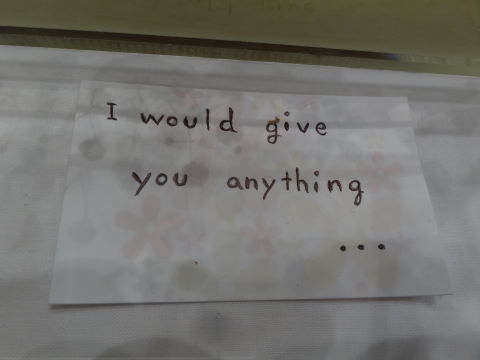 I would give
you anything
...